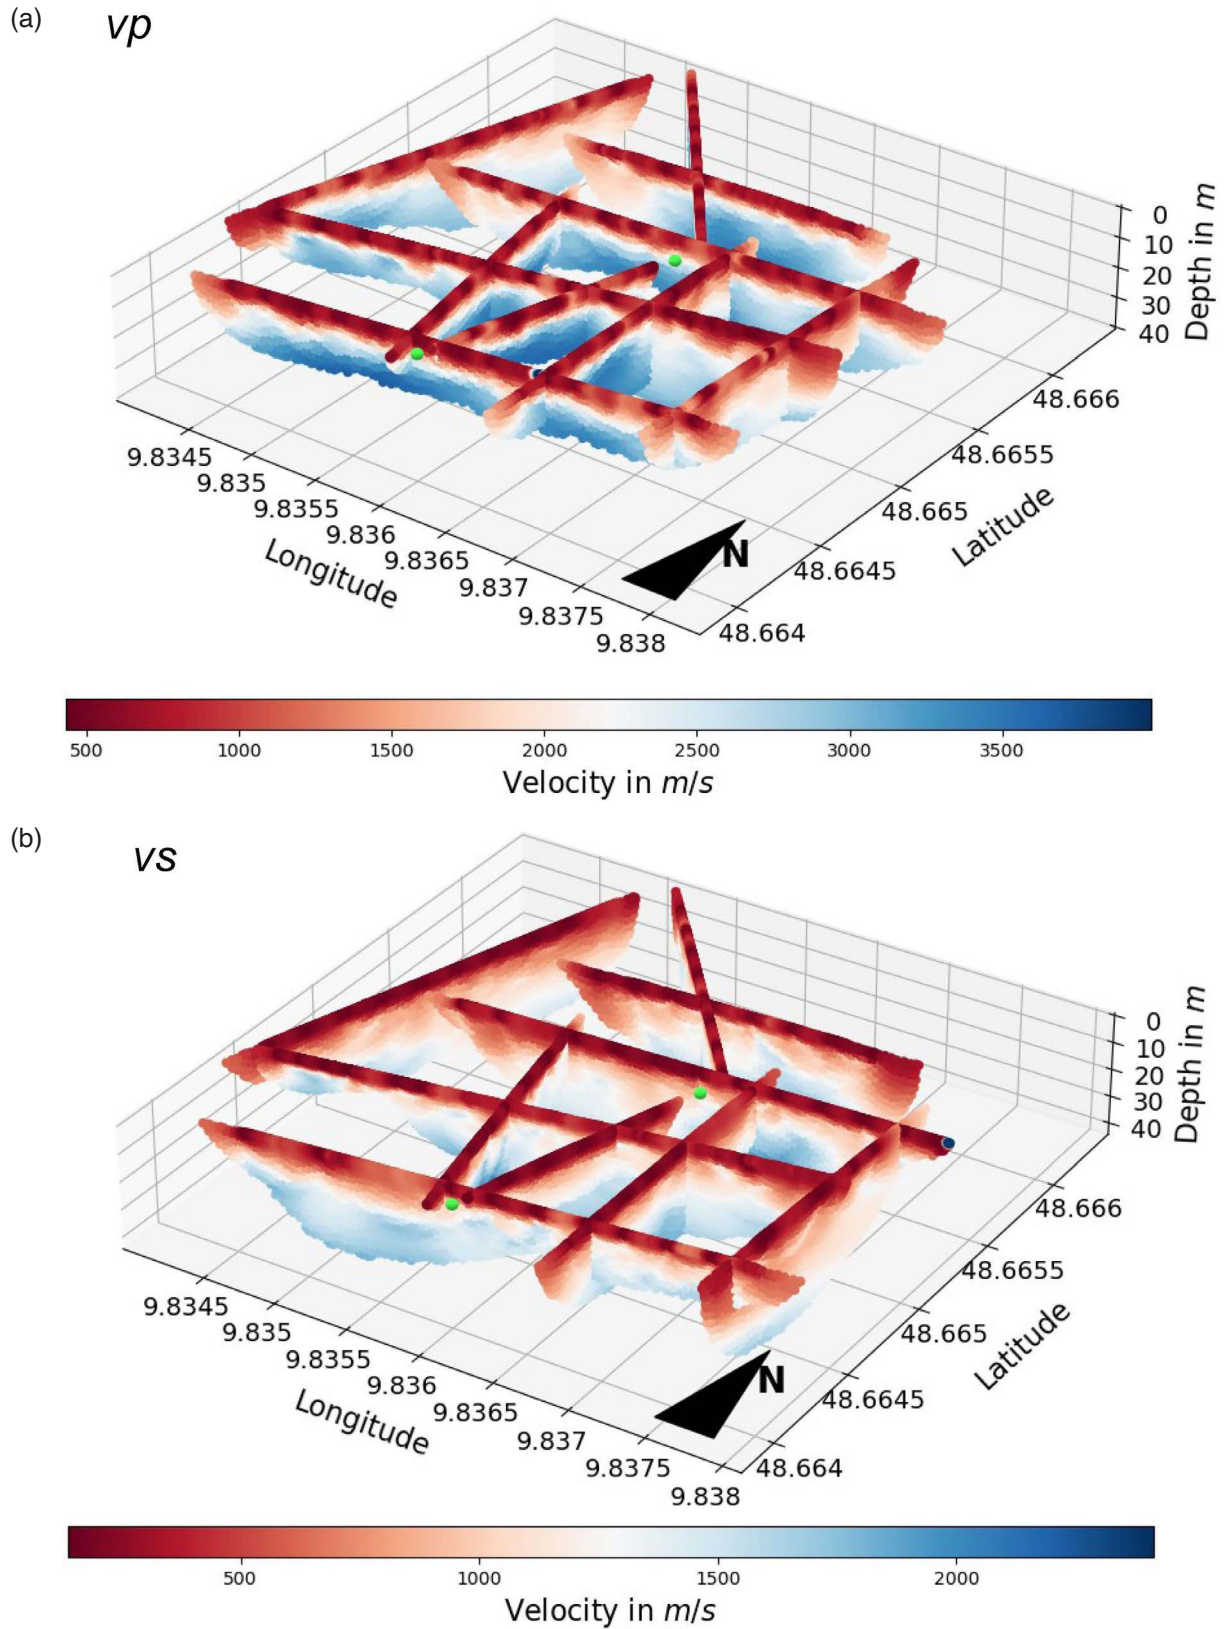 (a)
vp
0
10
20
30
40
Depth in m
48.666
48.6655
48.665
48.6645
48.664
Latitude
9.8345
9.835
9.8355
9.836
9.8365
9.837
9.8375
9.838
Longitude
N
500 1000 1500 2000 2500 3000 3500
Velocity in m/s
(b)
vs
0
10
20
30
40
Depth in m
48.666
48.6655
48.665
48.6645
48.664
Latitude
9.8345
9.835
9.8355
9.836
9.8365
9.837
9.8375
9.838
Longitude
N
500 1000 1500 2000
Velocity in m/s